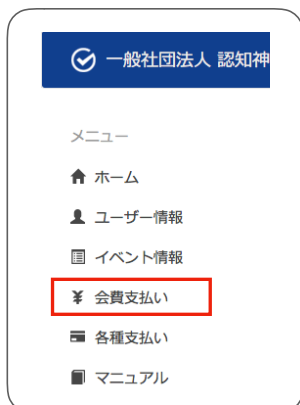 一般社団法人 認知神
メニュー
ホーム
ユーザー情報
イベント情報
¥ 会費支払い
各種支払い
マニュアル